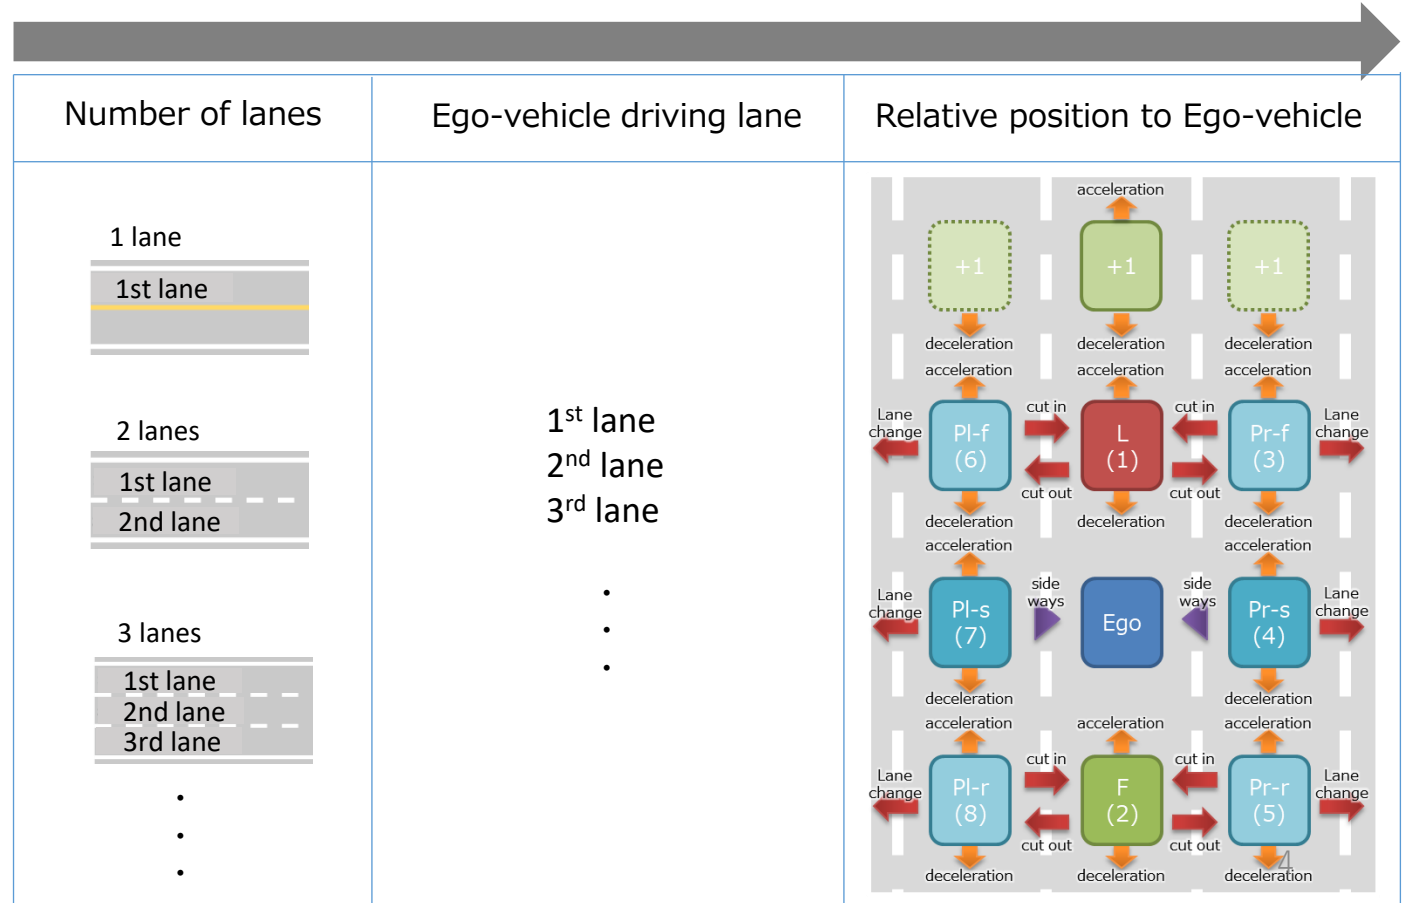 Number of lanes
Ego-vehicle driving lane
Relative position to Ego-vehicle
1 lane
1st lane
2 lanes
1st lane
2nd lane
3 lanes
1st lane
2nd lane
3rd lane
.
.
.
1st lane
2nd lane
3rd lane
.
.
.
acceleration
+1
+1
+1
deceleration
deceleration
deceleration
acceleration
acceleration
acceleration
Lane
change
Pl-f
(6)
cut in
cut out
L
(1)
cut in
cut out
Pr-f
(3)
Lane
change
deceleration
deceleration
deceleration
acceleration
acceleration
Lane
change
Pl-s
(7)
side
ways
Ego
side
ways
Pr-s
(4)
Lane
change
deceleration
deceleration
acceleration
acceleration
acceleration
Lane
change
Pl-r
(8)
cut in
cut out
F
(2)
cut in
cut out
Pr-r
(5)
Lane
change
deceleration
deceleration
deceleration
4